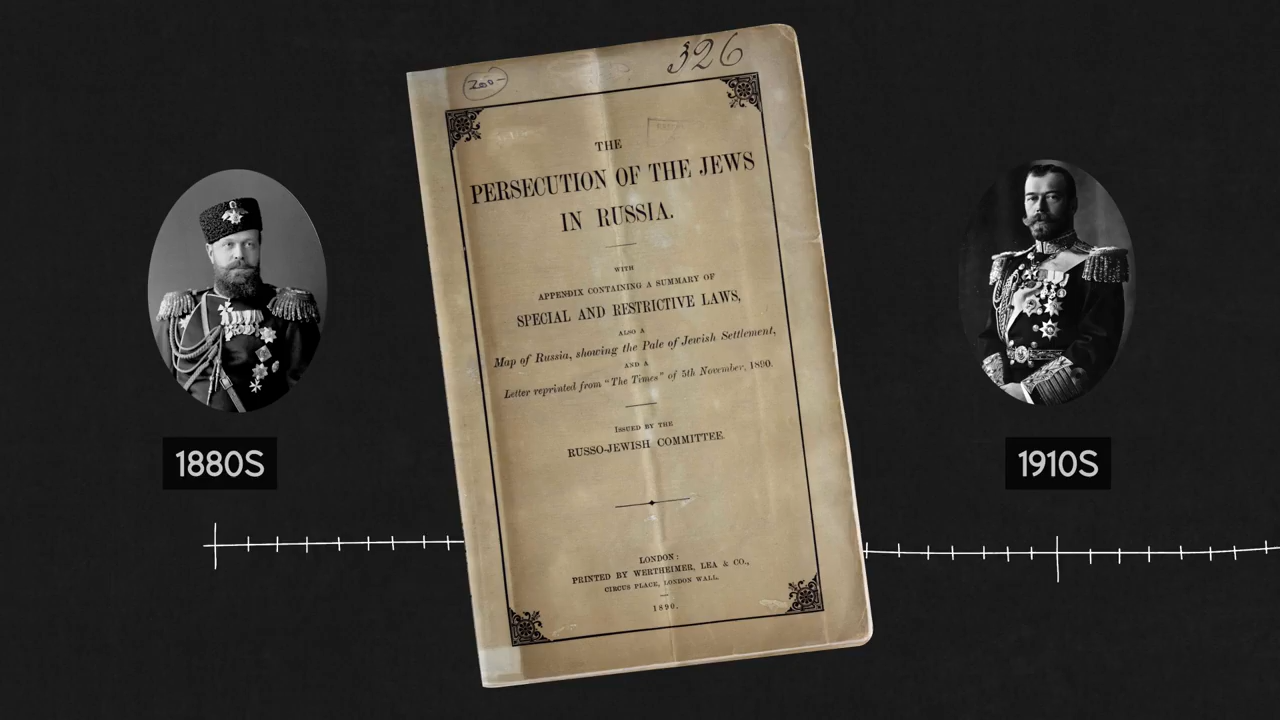 326
200-
THE
PERSECUTION OF THE JEWS
IN RUSSIA.
WITH
APPENDIX CONTAINING A SUMMARY OF
SPECIAL AND RESTRICTIVE LAWS,
ALSO A
Map of Russia, showing the Pale of Jewish Settlement,
AND A
Letter reprinted from "The Times" of 5th November, 1890.
ISSUED BY THE
RUSSO-JEWISH COMMITTEE.
LONDON:
PRINTED BY WERTHEIMER, LEA & CO.,
CIRCUS PLACE, LONDON WALL.
1890.
1880S
1910S